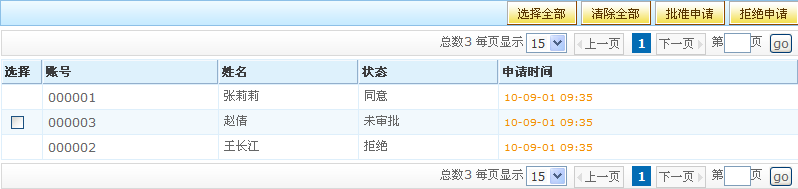 选择全部 清除全部 批准申请 拒绝申请
总数3 每页显示 15 上一页 1 下一页 第 页 go
选择 账号 姓名 状态 申请时间
000001 张莉莉 同意 10-09-01 09:35
000003 赵倩 未审批 10-09-01 09:35
000002 王长江 拒绝 10-09-01 09:35
总数3 每页显示 15 上一页 1 下一页 第 页 go